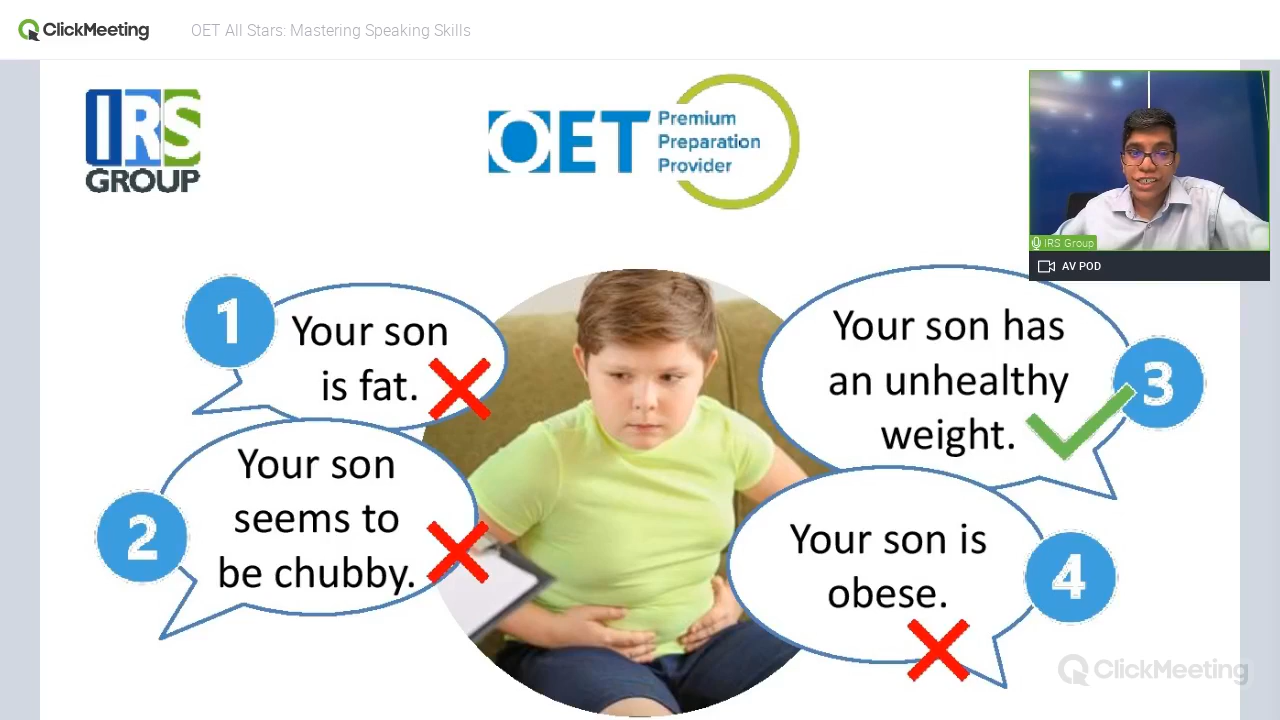 ClickMeeting
OET All Stars: Mastering Speaking Skills
IRS
GROUP
OET
Premium
Preparation
Provider
IRS Group
AV POD
1
Your son
is fat.
2
Your son
seems to
be chubby.
Your son has
an unhealthy
weight.
3
Your son is
obese.
4
ClickMeeting